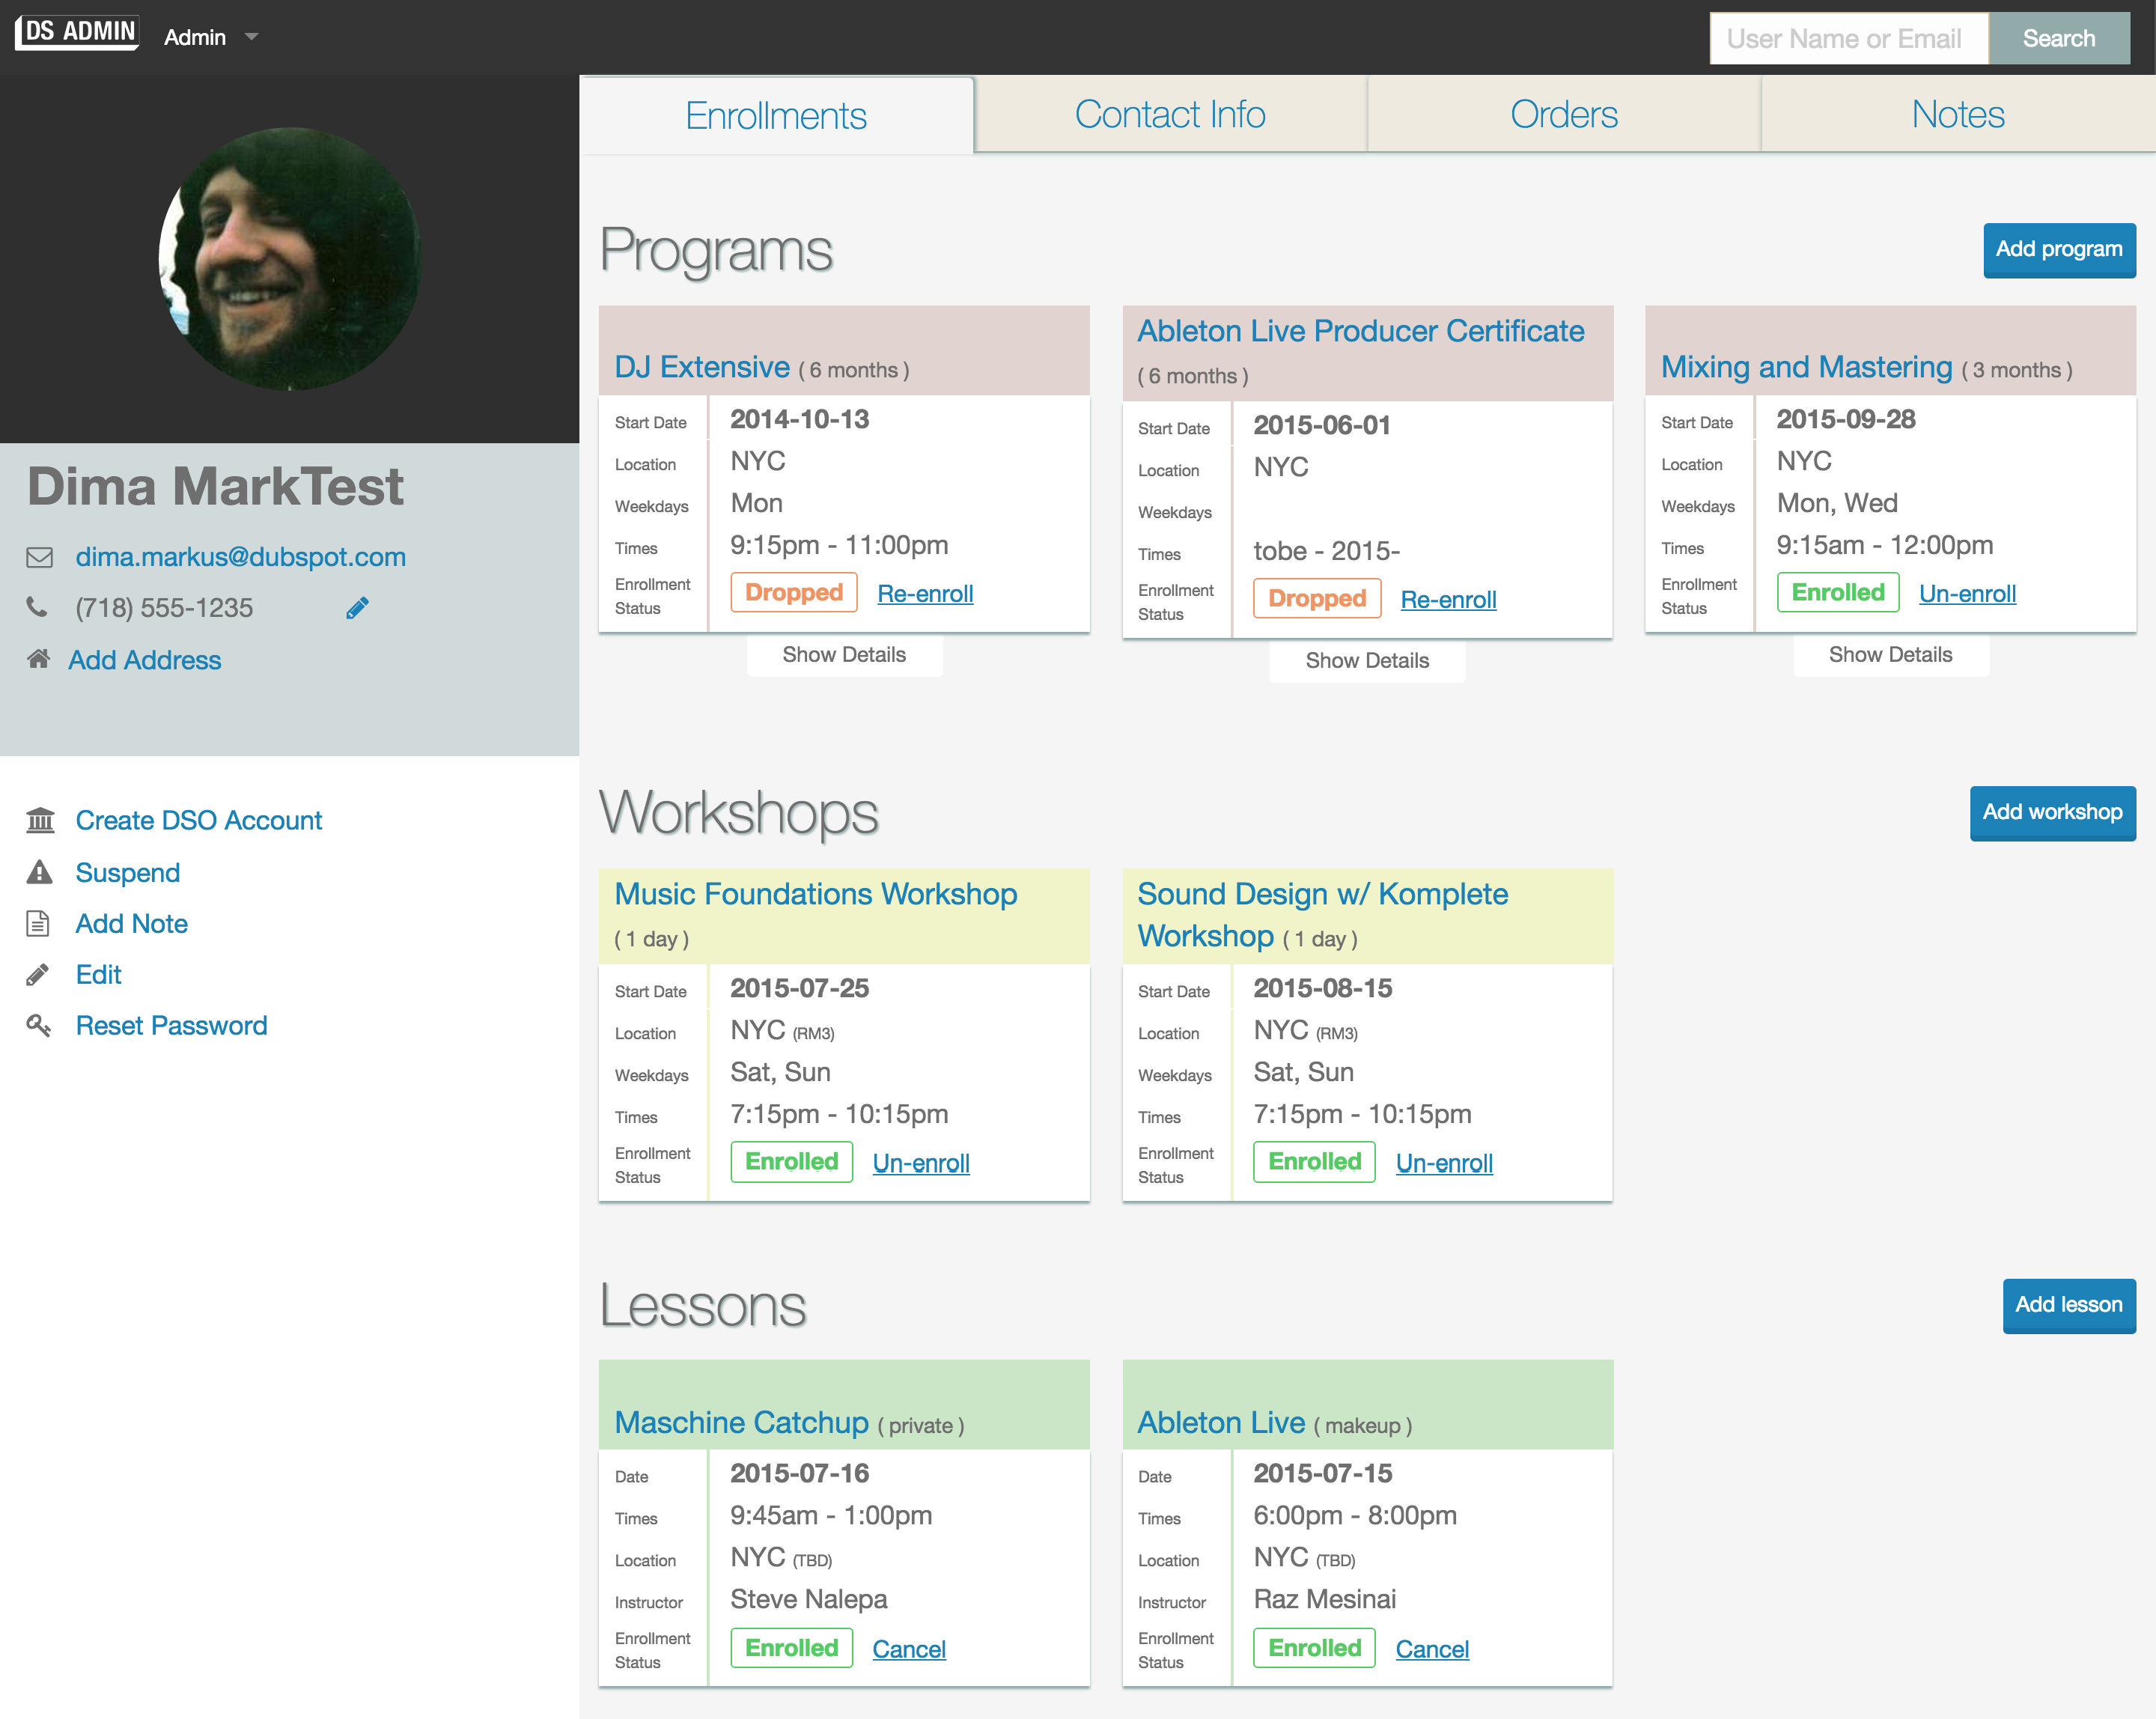 DS ADMIN Admin User Name or Email Search
Enrollments Contact Info Orders Notes
Dima MarkTest
dima.markus@dubspot.com
(718) 555-1235
Add Address
Create DSO Account
Suspend
Add Note
Edit
Reset Password
Programs Add program
DJ Extensive ( 6 months )
Start Date 2014-10-13
Location NYC
Weekdays Mon
Times 9:15pm - 11:00pm
Enrollment
Status Dropped Re-enroll
Show Details
Ableton Live Producer Certificate
( 6 months )
Start Date 2015-06-01
Location NYC
Weekdays
Times tobe - 2015-
Enrollment
Status Dropped Re-enroll
Show Details
Mixing and Mastering ( 3 months )
Start Date 2015-09-28
Location NYC
Weekdays Mon, Wed
Times 9:15am - 12:00pm
Enrollment
Status Enrolled Un-enroll
Show Details
Workshops Add workshop
Music Foundations Workshop
( 1 day )
Start Date 2015-07-25
Location NYC (RM3)
Weekdays Sat, Sun
Times 7:15pm - 10:15pm
Enrollment
Status Enrolled Un-enroll
Sound Design w/ Komplete
Workshop ( 1 day )
Start Date 2015-08-15
Location NYC (RM3)
Weekdays Sat, Sun
Times 7:15pm - 10:15pm
Enrollment
Status Enrolled Un-enroll
Lessons Add lesson
Maschine Catchup ( private )
Date 2015-07-16
Times 9:45am - 1:00pm
Location NYC (TBD)
Instructor Steve Nalepa
Enrollment
Status Enrolled Cancel
Ableton Live ( makeup )
Date 2015-07-15
Times 6:00pm - 8:00pm
Location NYC (TBD)
Instructor Raz Mesinai
Enrollment
Status Enrolled Cancel